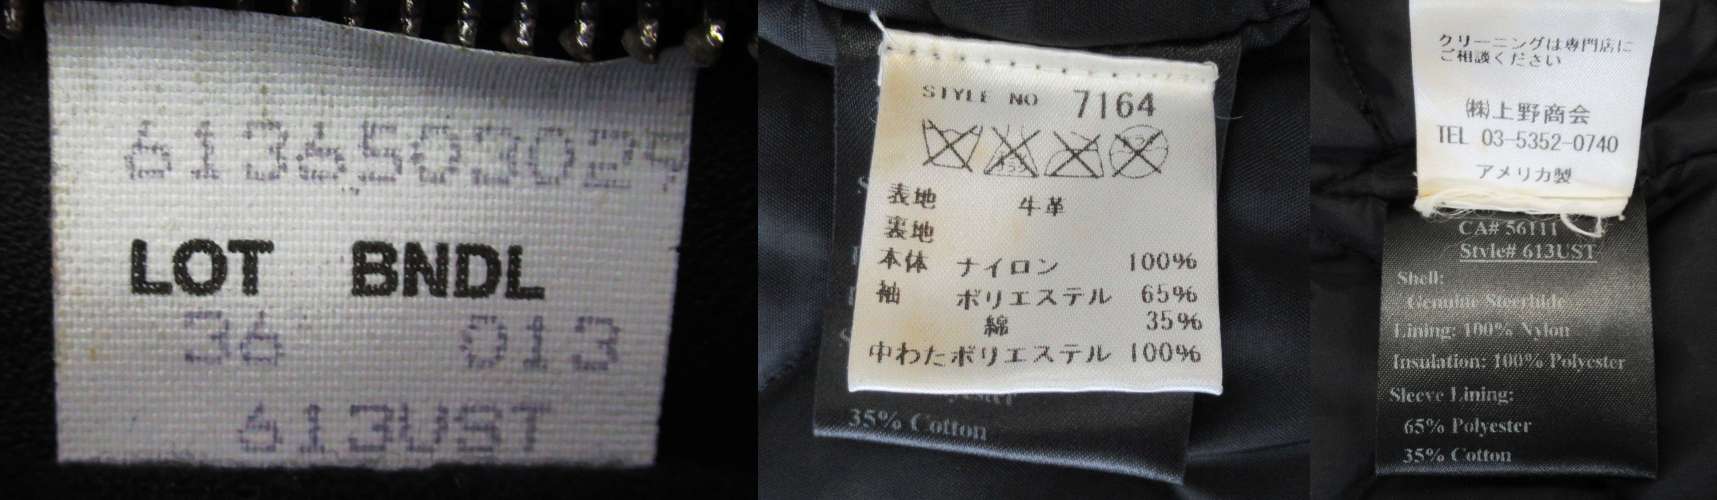 6136503029
LOT BNDL
36 013
613UST
STYLE NO 7164
表地 牛革
裏地
本体 ナイロン 100%
袖 ポリエステル 65%
綿 35%
中わたポリエステル 100%
35% Cotton
クリーニングは専門店に
ご相談ください
㈱上野商会
TEL 03-5352-0740
アメリカ製
CA# 56111
Style# 613UST
Shell:
Genuine Steerhide
Lining: 100% Nylon
Insulation: 100% Polyester
Sleeve Lining:
65% Polyester
35% Cotton